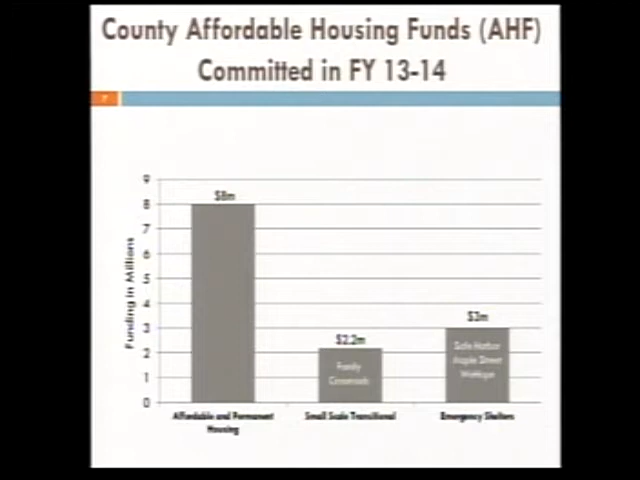 County Affordable Housing Funds (AHF)
Committed in FY 13-14
7
9
8
7
6
5
4
3
2
1
0
Funding in Millions
$8m
$2.2m
$3m
Family
Crossroads
Safe Harbor
Maple Street
Affordable and Permanent
Housing
Small Scale Transitional
Emergency Shelters